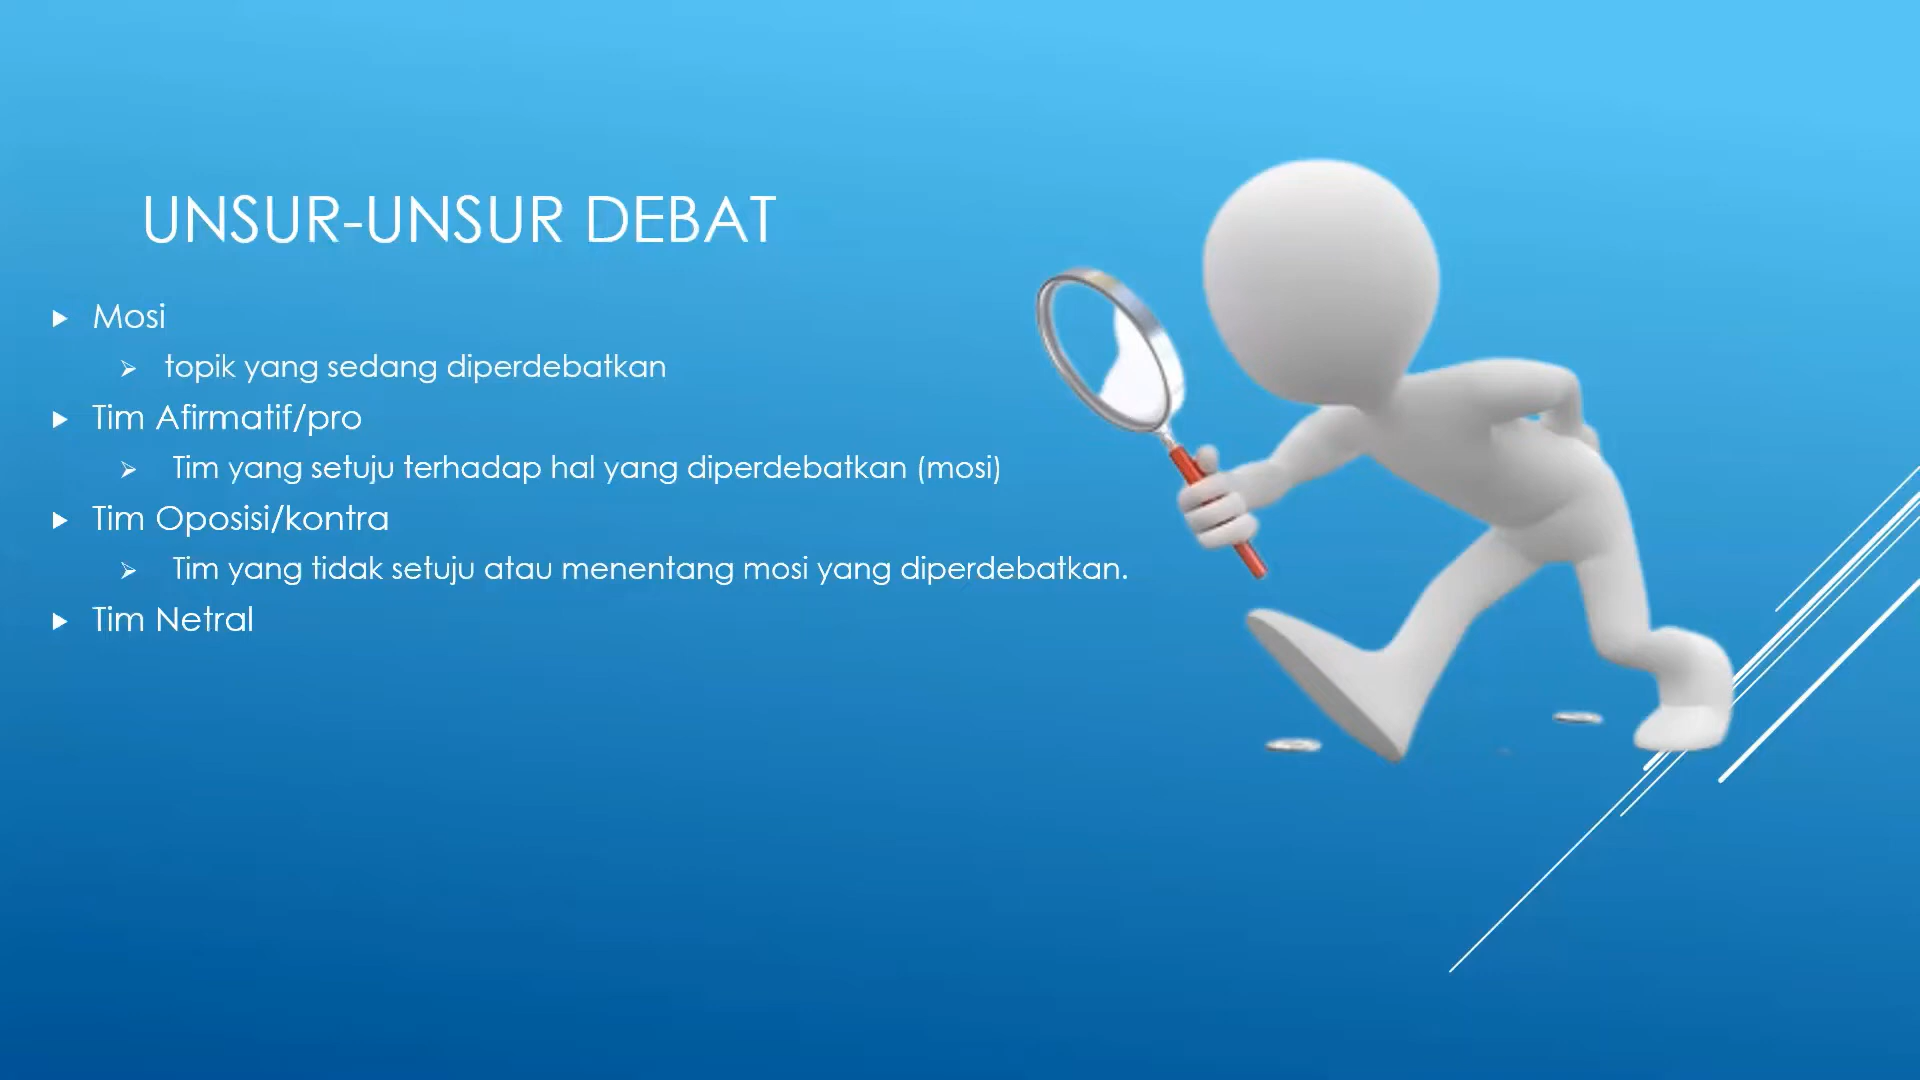 UNSUR-UNSUR DEBAT
Mosi
topik yang sedang diperdebatkan
Tim Afirmatif/pro
Tim yang setuju terhadap hal yang diperdebatkan (mosi)
Tim Oposisi/kontra
Tim yang tidak setuju atau menentang mosi yang diperdebatkan.
Tim Netral